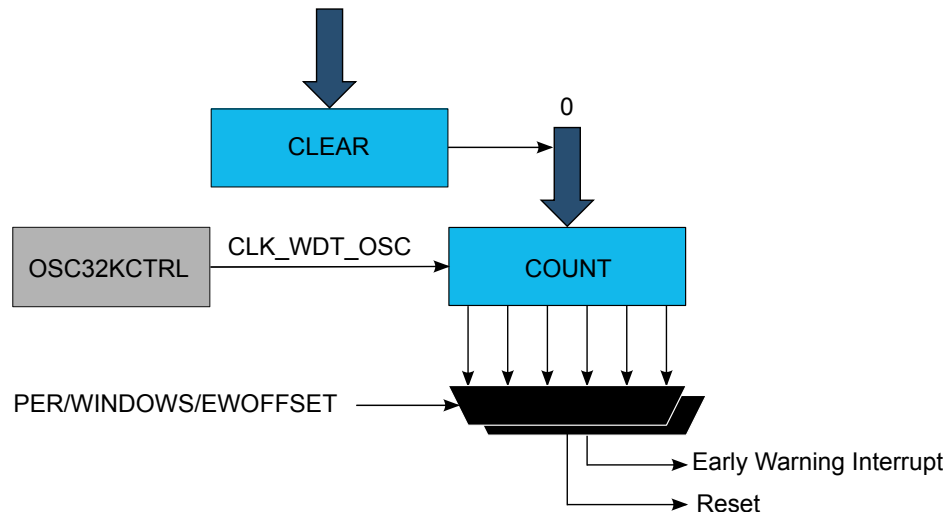 0
CLEAR
CLK_WDT_OSC
OSC32KCTRL
COUNT
PER/WINDOWS/EWOFFSET
Early Warning Interrupt
Reset